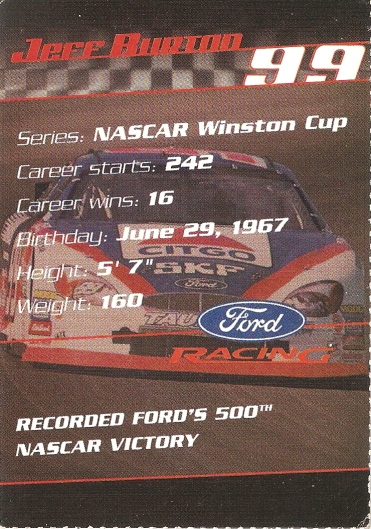 Jeff Burton 99
Series: NASCAR Winston Cup
Career starts: 242
Career wins: 16
Birthday: June 29, 1967
Height: 5' 7"
Weight: 160
CITGO
SKF
Ford
Ford
RACING
RECORDED FORD'S 500TH
NASCAR VICTORY